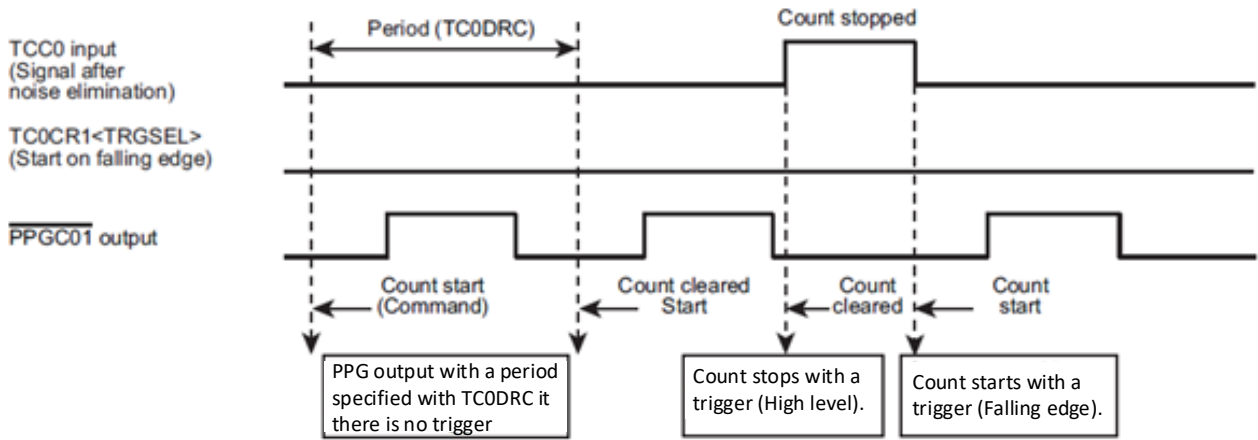 Count stopped
Period (TC0DRC)
TCC0 input
(Signal after
noise elimination)
TC0CR1<TRGSEL>
(Start on falling edge)
PPGC01 output
Count start
(Command)
Count cleared
Start
Count
cleared
Count
start
PPG output with a period
specified with TC0DRC it
there is no trigger
Count stops with a
trigger (High level).
Count starts with a
trigger (Falling edge).